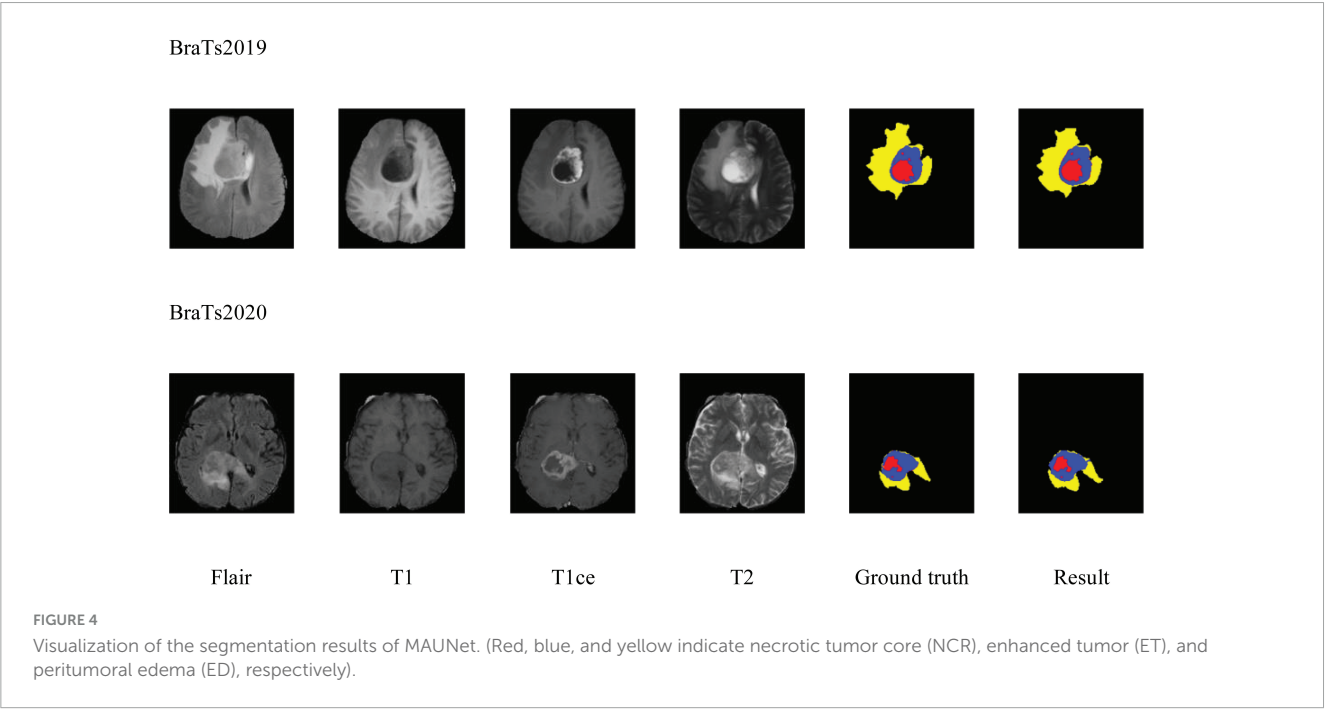 BraTs2019
BraTs2020
Flair T1 T1ce T2 Ground truth Result
FIGURE 4
Visualization of the segmentation results of MAUNet. (Red, blue, and yellow indicate necrotic tumor core (NCR), enhanced tumor (ET), and
peritumoral edema (ED), respectively).